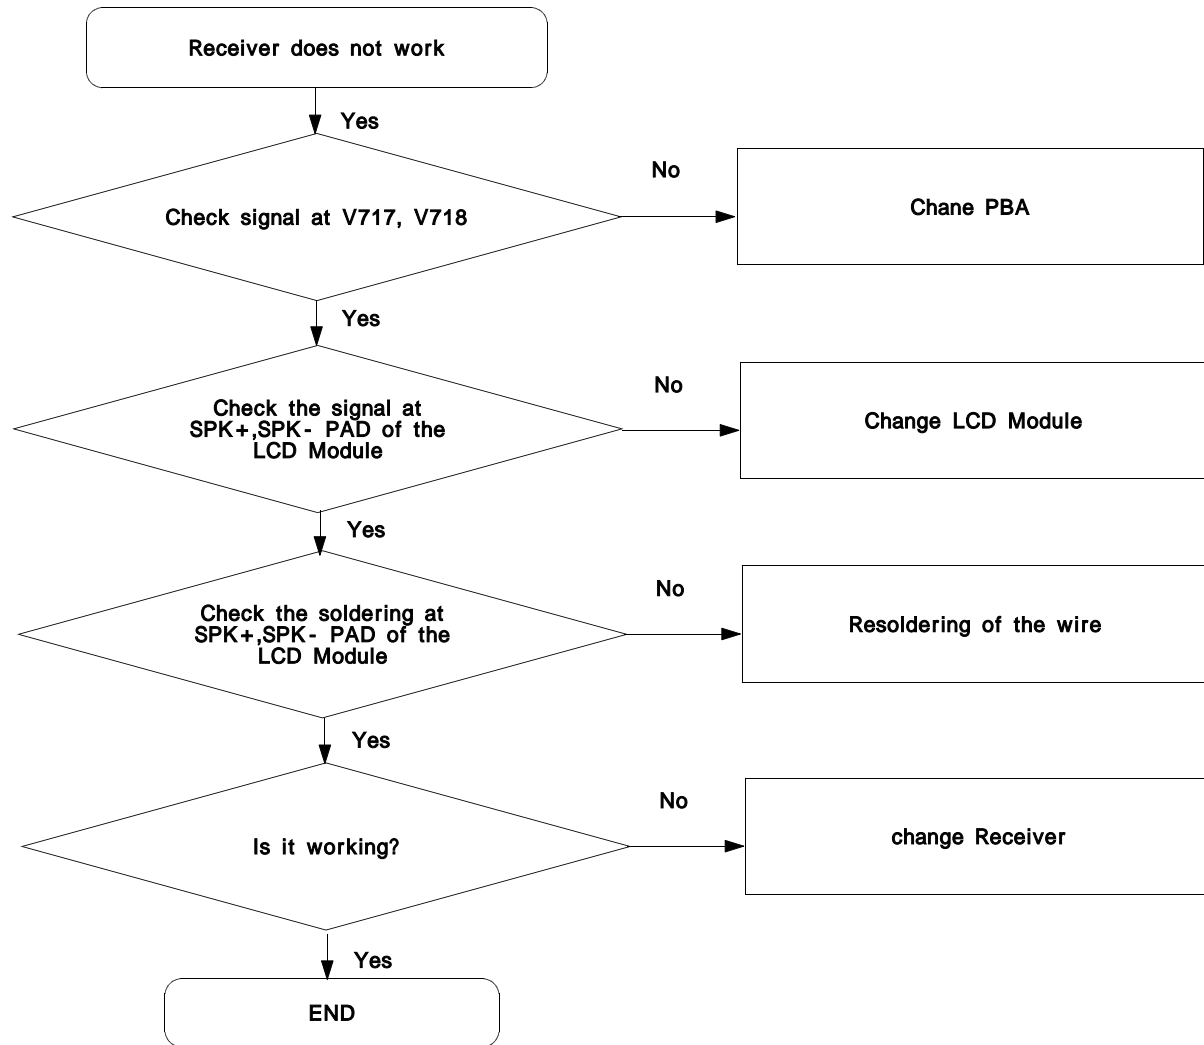 Receiver does not work
Yes
Check signal at V717, V718
No
Chane PBA
Yes
Check the signal at
SPK+,SPK- PAD of the
LCD Module
No
Change LCD Module
Yes
Check the soldering at
SPK+,SPK- PAD of the
LCD Module
No
Resoldering of the wire
Yes
Is it working?
No
change Receiver
Yes
END